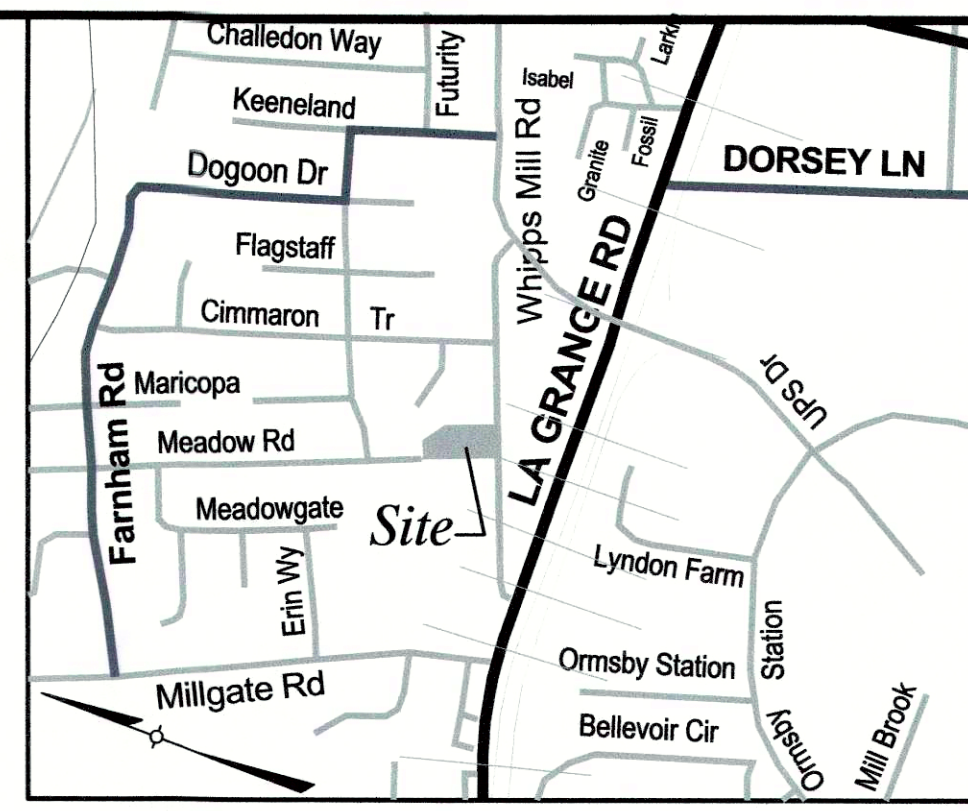 Challedon Way
Futurity
Larkn
Isabel
Keeneland
Whipps Mill Rd
Granite
Fossil
DORSEY LN
Dogoon Dr
Flagstaff
LA GRANGE RD
Cimmaron Tr
UPS Dr
Farnham Rd
Maricopa
Meadow Rd
Meadowgate
Site
Erin Wy
Lyndon Farm
Ormsby Station
Station
Ormsby
Millgate Rd
Bellevoir Cir
Mill Brook